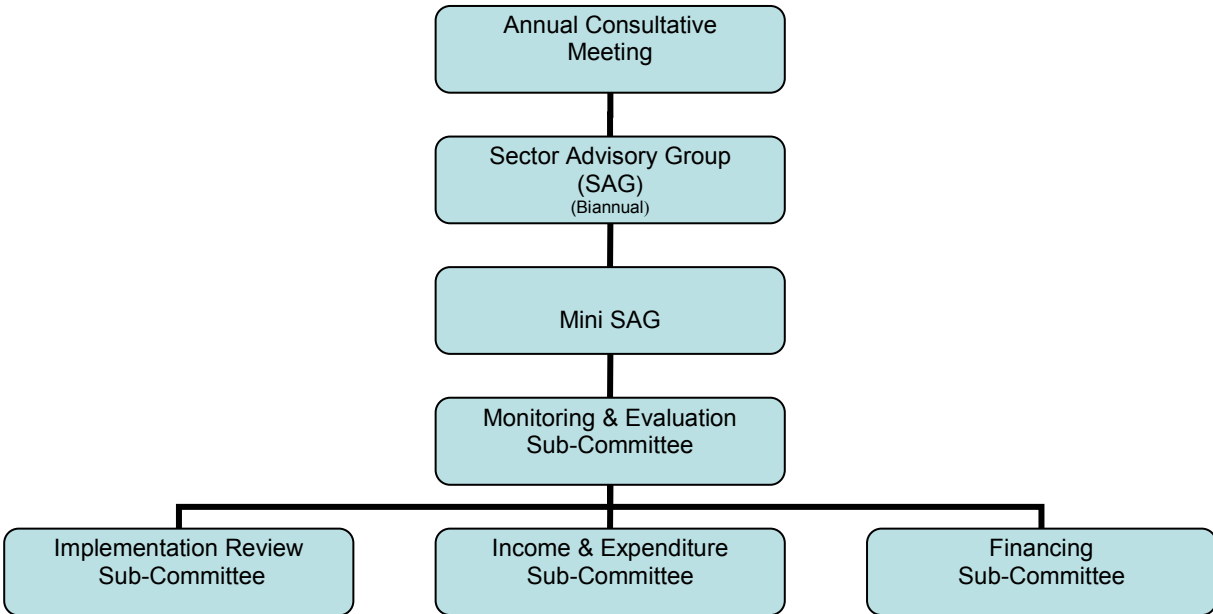 Annual Consultative
Meeting
Sector Advisory Group
(SAG)
(Biannual)
Mini SAG
Monitoring & Evaluation
Sub-Committee
Implementation Review
Sub-Committee
Income & Expenditure
Sub-Committee
Financing
Sub-Committee